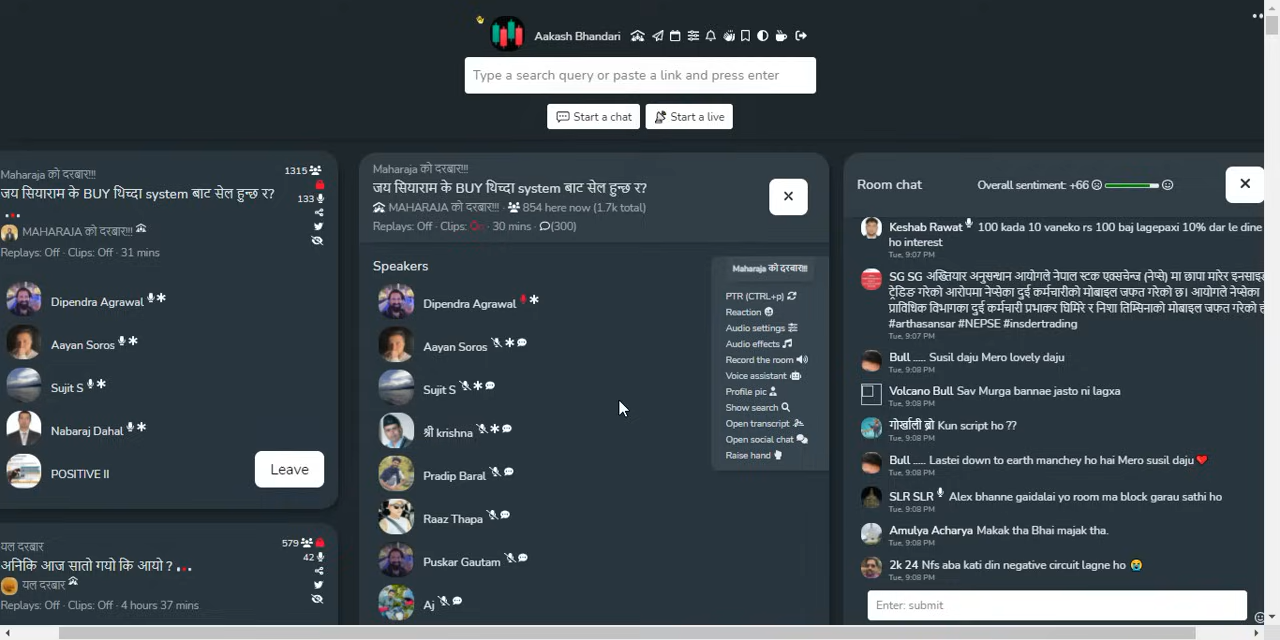 Aakash Bhandari
Type a search query or paste a link and press enter
Start a chat
Start a live
Maharaja को दरबार!!!
1315
जय सियाराम के BUY थिच्दा system बाट सेल हुन्छ र?
133
MAHARAJA को दरबार!!!
Replays: Off · Clips: Off · 31 mins
Dipendra Agrawal
Aayan Soros
Sujit S
Nabaraj Dahal
POSITIVE II
Leave
यल दरबार
579
अनिकि आज सातो गयो कि आयो ?
42
यल दरबार
Replays: Off · Clips: Off · 4 hours 37 mins
Maharaja को दरबार!!!
जय सियाराम के BUY थिच्दा system बाट सेल हुन्छ र?
MAHARAJA को दरबार!!! · 854 here now (1.7k total)
Replays: Off · Clips: On · 30 mins · (300)
Speakers
Dipendra Agrawal
Aayan Soros
Sujit S
श्री krishna
Pradip Baral
Raaz Thapa
Puskar Gautam
Aj
Maharaja को दरबार!!!
PTR (CTRL+p)
Reaction
Audio settings
Audio effects
Record the room
Voice assistant
Profile pic
Show search
Open transcript
Open social chat
Raise hand
Room chat
Overall sentiment: +66
Keshab Rawat 100 kada 10 vaneko rs 100 baj lagepaxi 10% dar le dine
ho interest
Tue, 9:07 PM
SG SG अख्तियार अनुसन्धान आयोगले नेपाल स्टक एक्सचेन्ज (नेप्से) मा छापा मारेर इनसाइड
ट्रेडिङ गरेको आरोपमा नेप्सेका दुई कर्मचारीको मोबाइल जफत गरेको छ। आयोगले नेप्सेका
प्राविधिक विभागका दुई कर्मचारी प्रभाकर घिमिरे र निशा तिम्सिनाको मोबाइल जफत गरेको ह
#arthasansar #NEPSE #insdertrading
Tue, 9:07 PM
Bull ..... Susil daju Mero lovely daju
Tue, 9:08 PM
Volcano Bull Sav Murga bannae jasto ni lagxa
Tue, 9:08 PM
गोर्खाली ब्रो Kun script ho ??
Tue, 9:08 PM
Bull ..... Lastei down to earth manchey ho hai Mero susil daju ❤️
Tue, 9:08 PM
SLR SLR Alex bhanne gaidalai yo room ma block garau sathi ho
Tue, 9:08 PM
Amulya Acharya Makak tha Bhai majak tha.
Tue, 9:08 PM
2k 24 Nfs aba kati din negative circuit lagne ho 😭
Tue, 9:08 PM
Enter: submit